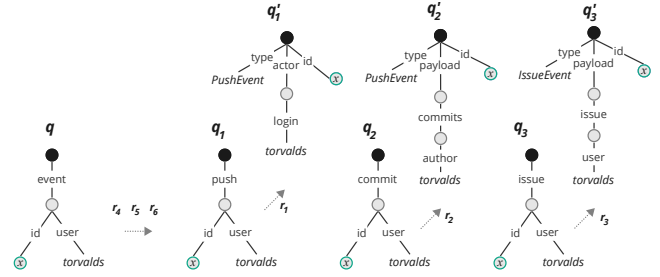 q′1 q′2 q′3
type actor id type payload id type payload id
PushEvent x PushEvent x IssueEvent x
login commits issue
torvalds author user
torvalds torvalds
q q1 q2 q3
event push commit issue
r4 r5 r6 r1 r2 r3
id user id user id user id user
x torvalds x torvalds x torvalds x torvalds